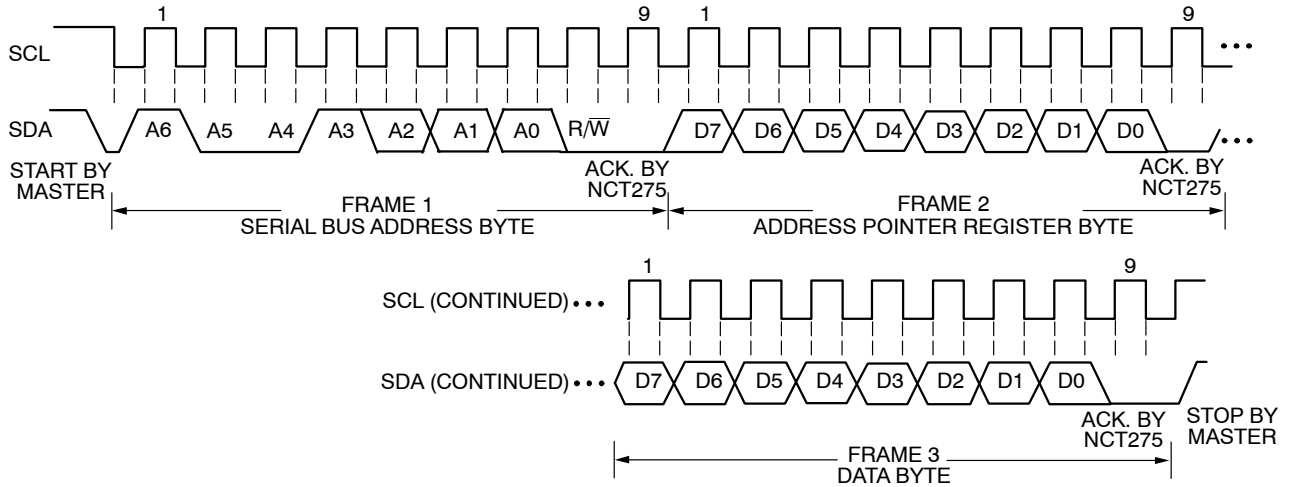 1 9 1 9
SCL •••
SDA A6 A5 A4 A3 A2 A1 A0 R/W̅ D7 D6 D5 D4 D3 D2 D1 D0 •••
START BY MASTER
ACK. BY NCT275
ACK. BY NCT275
FRAME 1
SERIAL BUS ADDRESS BYTE
FRAME 2
ADDRESS POINTER REGISTER BYTE
1 9
SCL (CONTINUED) •••
SDA (CONTINUED) ••• D7 D6 D5 D4 D3 D2 D1 D0
ACK. BY NCT275
STOP BY MASTER
FRAME 3
DATA BYTE